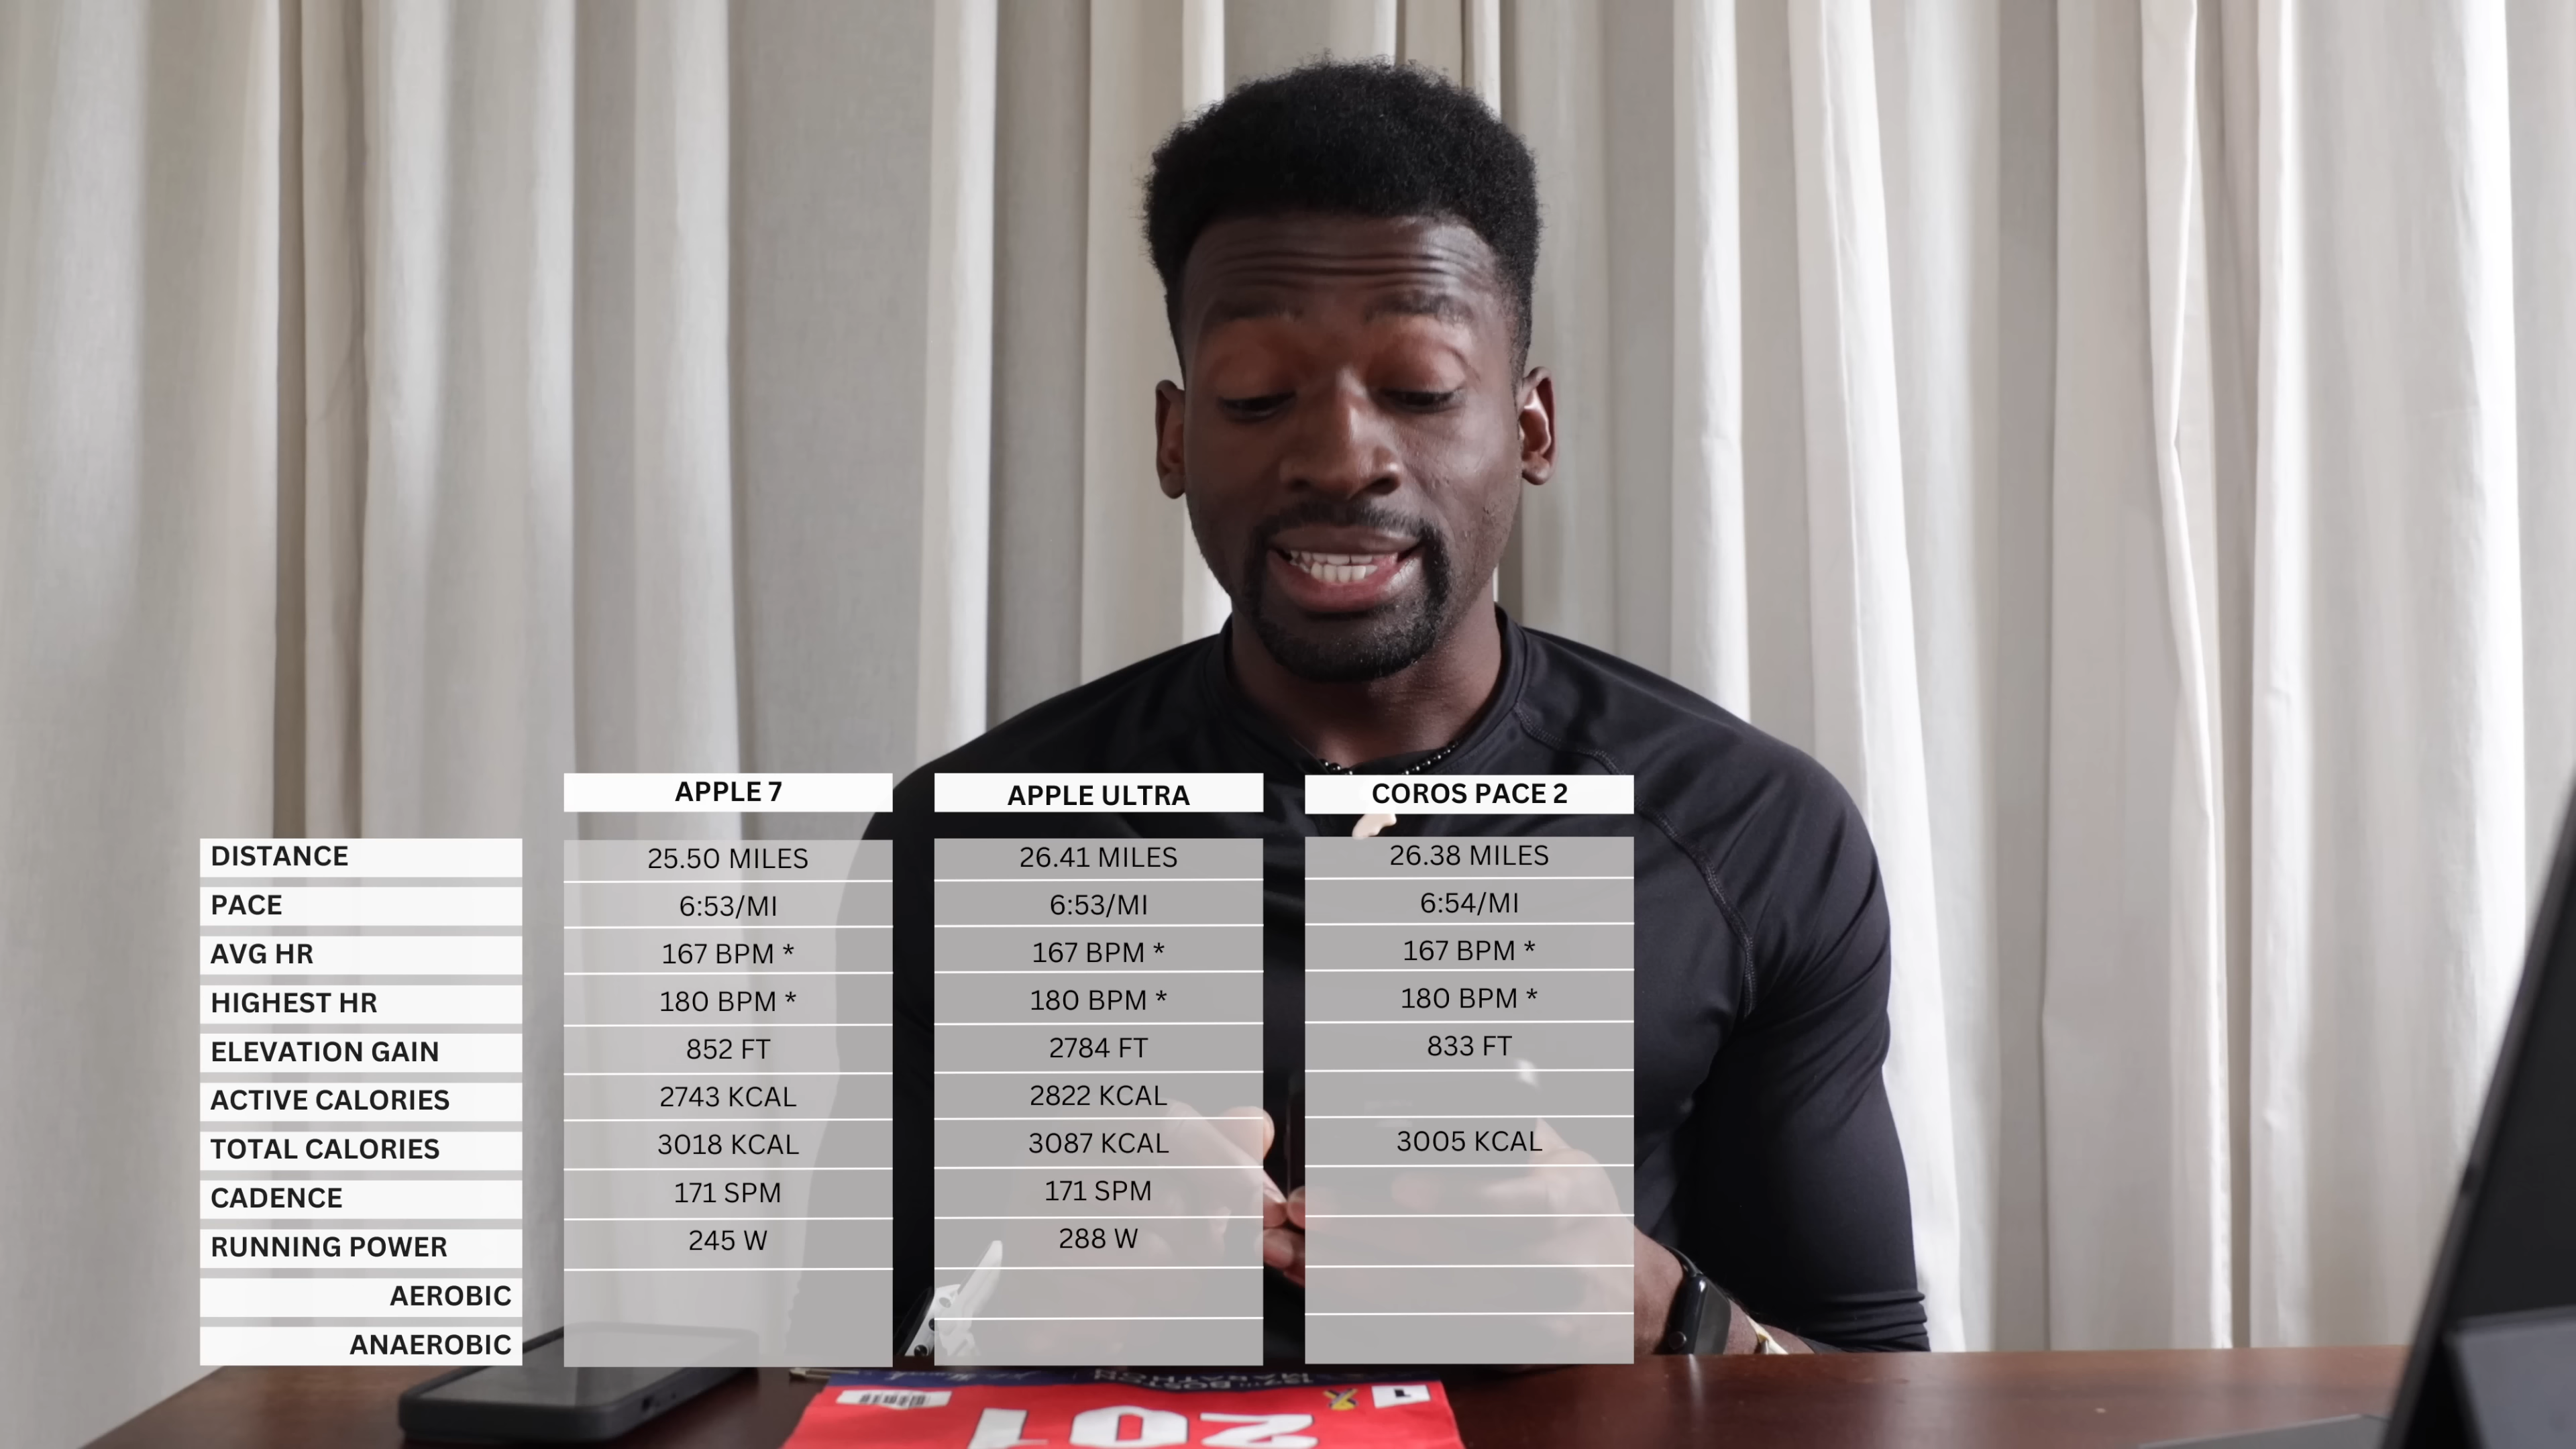 APPLE 7 APPLE ULTRA COROS PACE 2
DISTANCE 25.50 MILES 26.41 MILES 26.38 MILES
PACE 6:53/MI 6:53/MI 6:54/MI
AVG HR 167 BPM * 167 BPM * 167 BPM *
HIGHEST HR 180 BPM * 180 BPM * 180 BPM *
ELEVATION GAIN 852 FT 2784 FT 833 FT
ACTIVE CALORIES 2743 KCAL 2822 KCAL
TOTAL CALORIES 3018 KCAL 3087 KCAL 3005 KCAL
CADENCE 171 SPM 171 SPM
RUNNING POWER 245 W 288 W
AEROBIC
ANAEROBIC
BOSTON
MARATHON
201